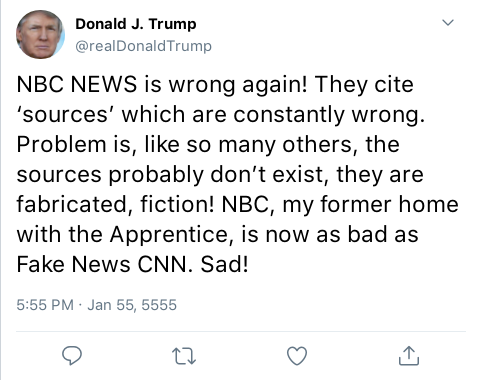 Donald J. Trump
@realDonaldTrump
NBC NEWS is wrong again! They cite
‘sources’ which are constantly wrong.
Problem is, like so many others, the
sources probably don’t exist, they are
fabricated, fiction! NBC, my former home
with the Apprentice, is now as bad as
Fake News CNN. Sad!
5:55 PM · Jan 55, 5555